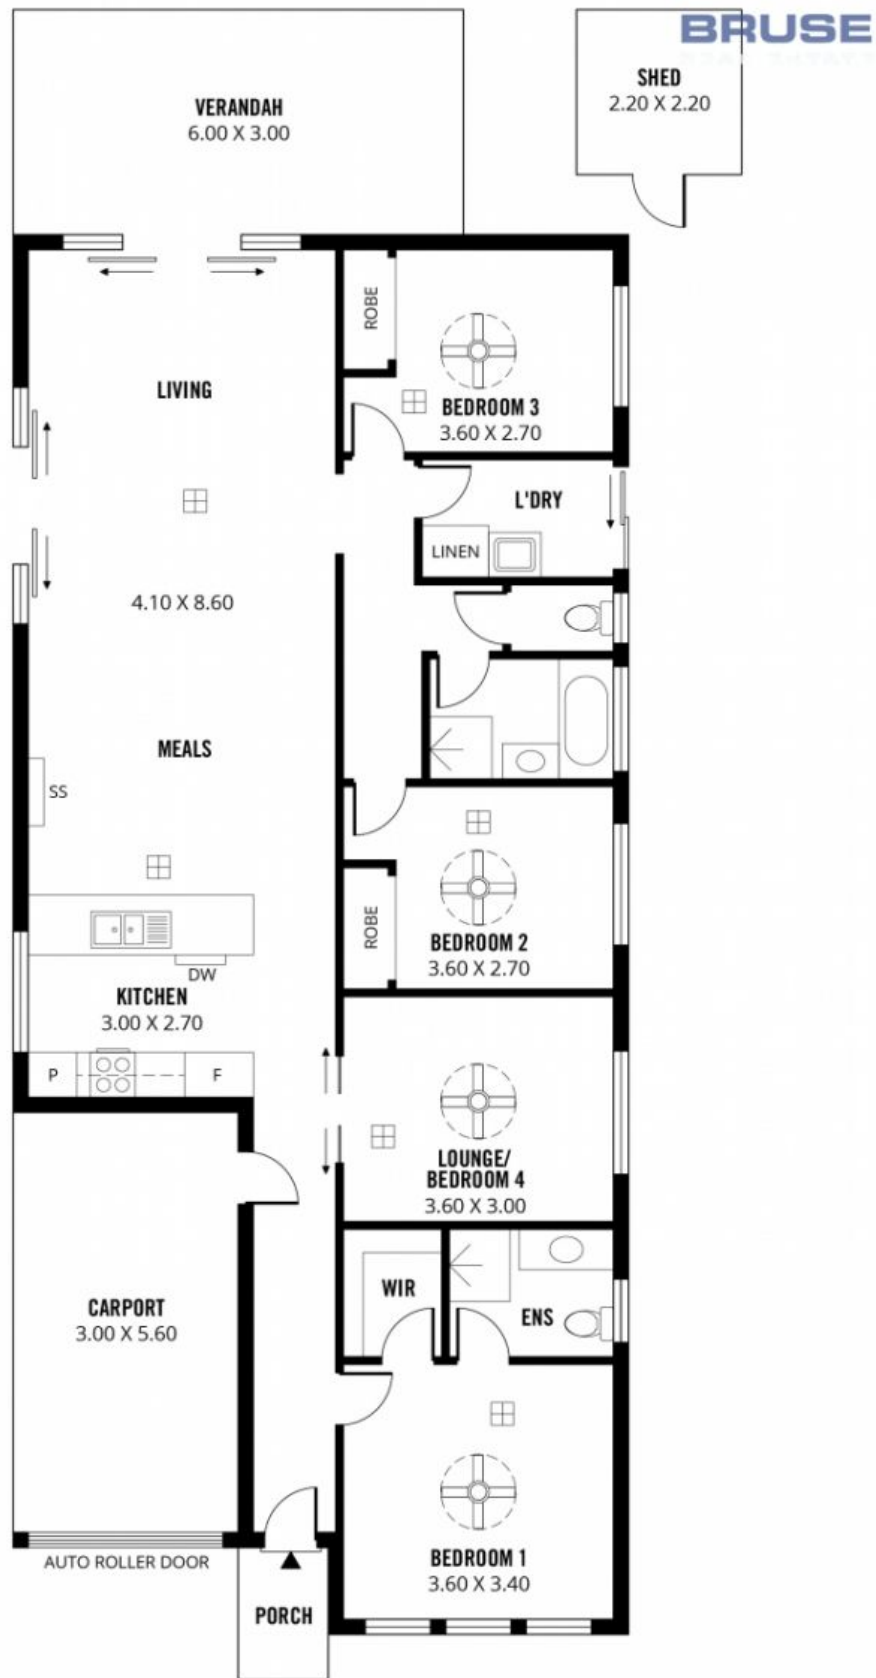 BRUSE
SHED
2.20 X 2.20
VERANDAH
6.00 X 3.00
ROBE
LIVING
BEDROOM 3
3.60 X 2.70
L'DRY
LINEN
4.10 X 8.60
MEALS
SS
ROBE
BEDROOM 2
3.60 X 2.70
DW
KITCHEN
3.00 X 2.70
P
F
LOUNGE/
BEDROOM 4
3.60 X 3.00
WIR
ENS
CARPORT
3.00 X 5.60
AUTO ROLLER DOOR
BEDROOM 1
3.60 X 3.40
PORCH